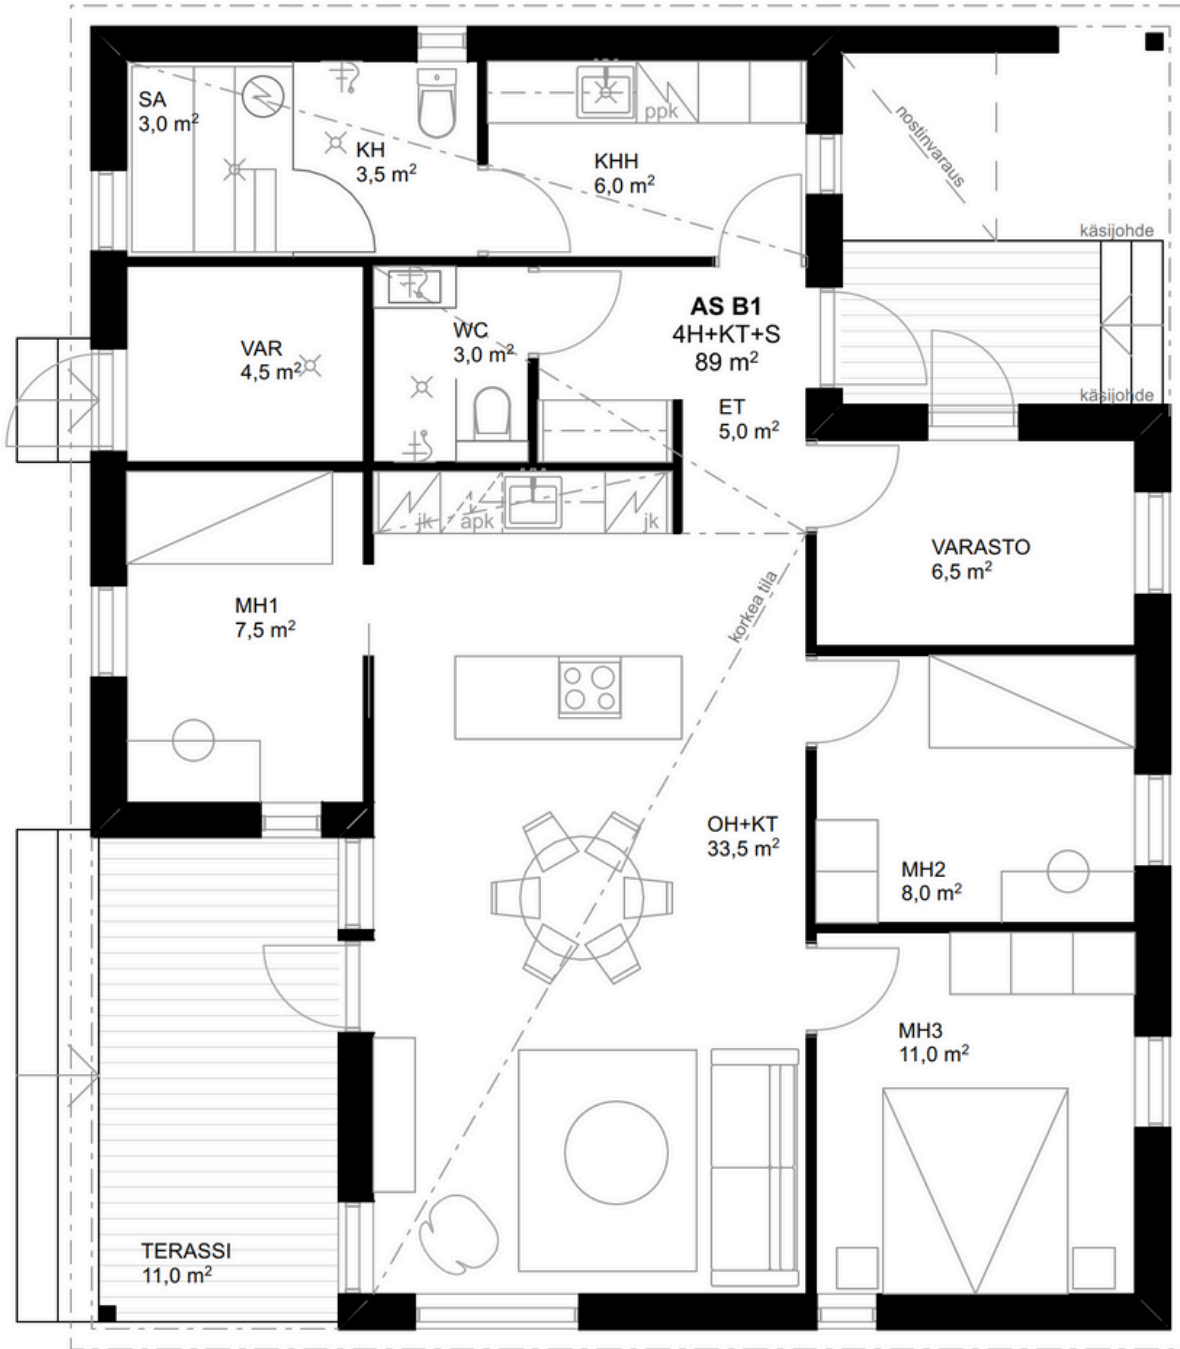 SA
3,0 m²
KH
3,5 m²
KHH
6,0 m²
ppk
nostinvaraus
käsijohde
VAR
4,5 m²
WC
3,0 m²
AS B1
4H+KT+S
89 m²
ET
5,0 m²
käsijohde
jk
apk
jk
VARASTO
6,5 m²
MH1
7,5 m²
korkea tila
OH+KT
33,5 m²
MH2
8,0 m²
MH3
11,0 m²
TERASSI
11,0 m²